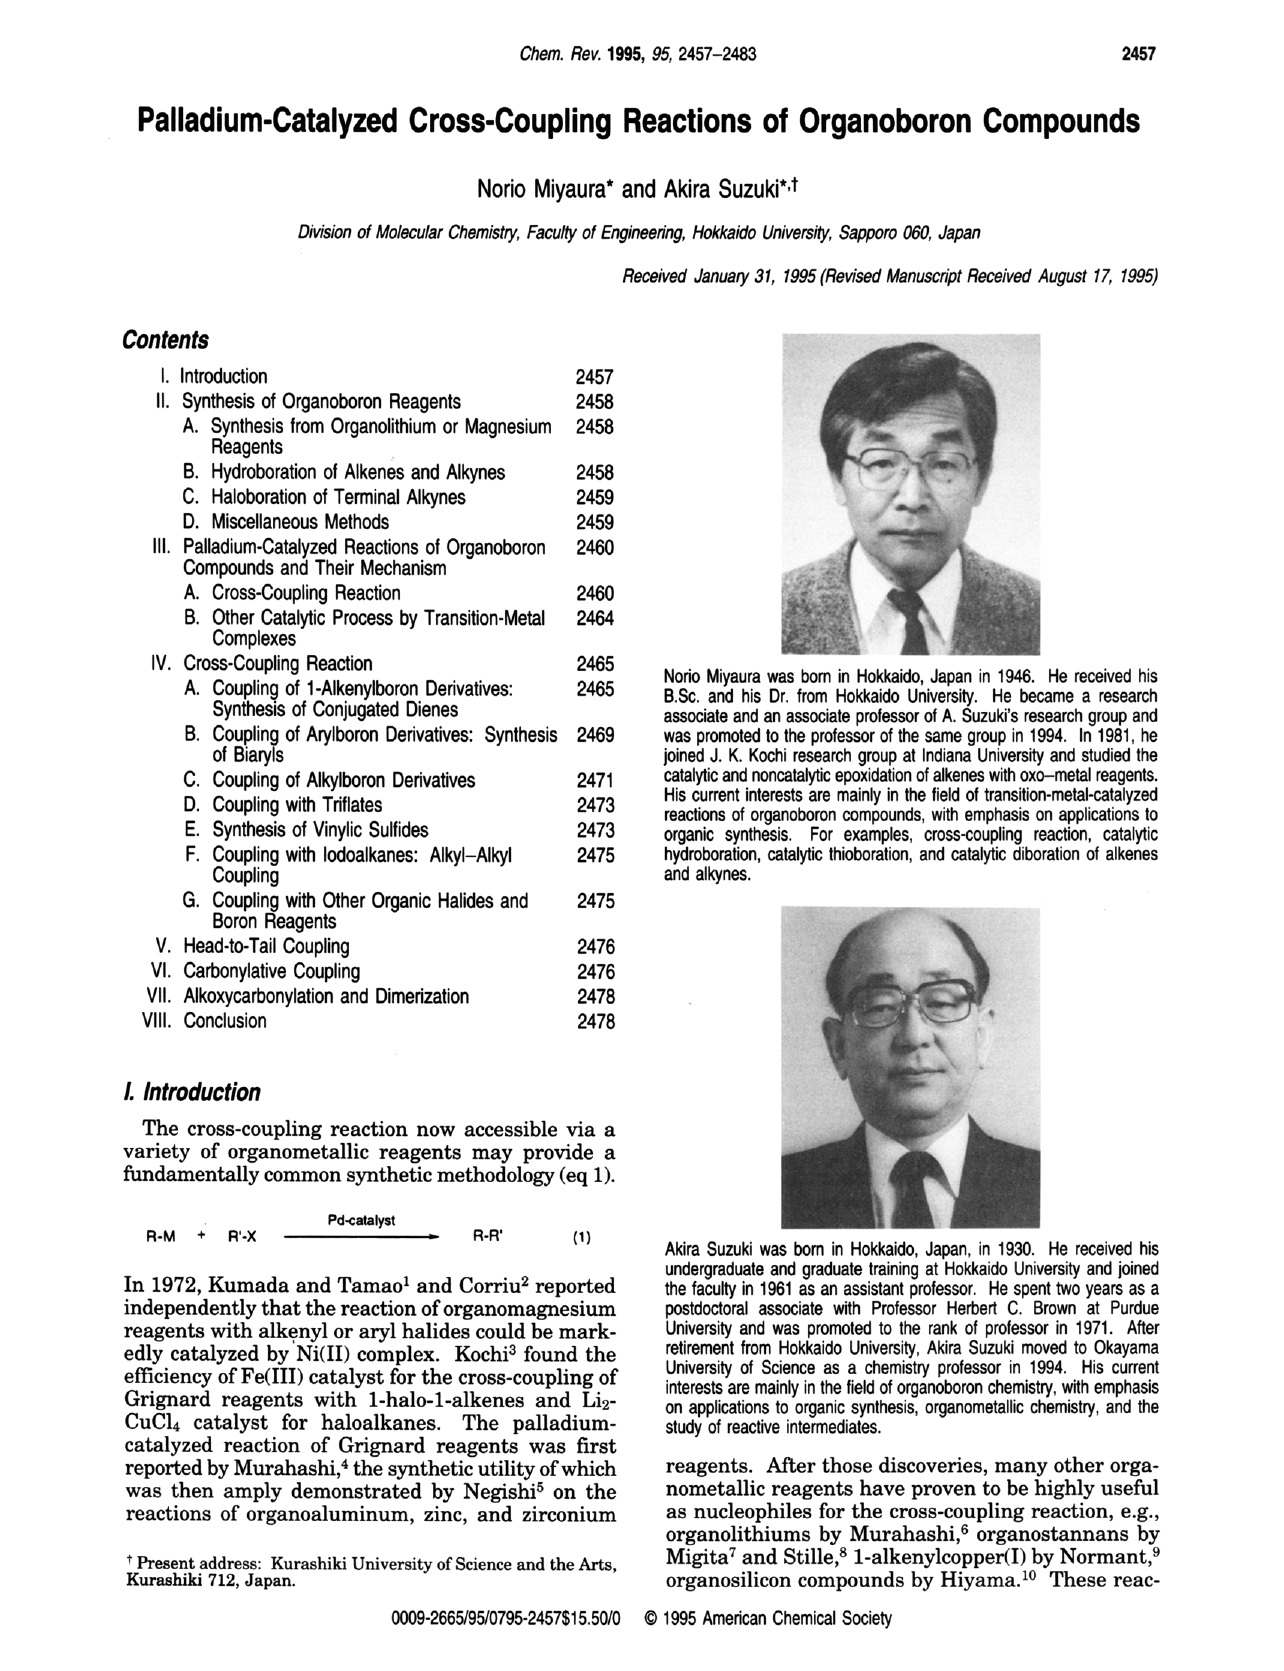 Chem. Rev. 1995, 95, 2457–2483
2457
Palladium-Catalyzed Cross-Coupling Reactions of Organoboron Compounds
Norio Miyaura* and Akira Suzuki*,†
Division of Molecular Chemistry, Faculty of Engineering, Hokkaido University, Sapporo 060, Japan
Received January 31, 1995 (Revised Manuscript Received August 17, 1995)
Contents
I. Introduction 2457
II. Synthesis of Organoboron Reagents 2458
A. Synthesis from Organolithium or Magnesium 2458
Reagents
B. Hydroboration of Alkenes and Alkynes 2458
C. Haloboration of Terminal Alkynes 2459
D. Miscellaneous Methods 2459
III. Palladium-Catalyzed Reactions of Organoboron 2460
Compounds and Their Mechanism
A. Cross-Coupling Reaction 2460
B. Other Catalytic Process by Transition-Metal 2464
Complexes
IV. Cross-Coupling Reaction 2465
A. Coupling of 1-Alkenylboron Derivatives: 2465
Synthesis of Conjugated Dienes
B. Coupling of Arylboron Derivatives: Synthesis 2469
of Biaryls
C. Coupling of Alkylboron Derivatives 2471
D. Coupling with Triflates 2473
E. Synthesis of Vinylic Sulfides 2473
F. Coupling with Iodoalkanes: Alkyl–Alkyl 2475
Coupling
G. Coupling with Other Organic Halides and 2475
Boron Reagents
V. Head-to-Tail Coupling 2476
VI. Carbonylative Coupling 2476
VII. Alkoxycarbonylation and Dimerization 2478
VIII. Conclusion 2478
I. Introduction
The cross-coupling reaction now accessible via a
variety of organometallic reagents may provide a
fundamentally common synthetic methodology (eq 1).
Pd-catalyst
R-M + R'-X R-R' (1)
In 1972, Kumada and Tamao¹ and Corriu² reported
independently that the reaction of organomagnesium
reagents with alkenyl or aryl halides could be mark-
edly catalyzed by Ni(II) complex. Kochi³ found the
efficiency of Fe(III) catalyst for the cross-coupling of
Grignard reagents with 1-halo-1-alkenes and Li₂-
CuCl₄ catalyst for haloalkanes. The palladium-
catalyzed reaction of Grignard reagents was first
reported by Murahashi,⁴ the synthetic utility of which
was then amply demonstrated by Negishi⁵ on the
reactions of organoaluminum, zinc, and zirconium
† Present address: Kurashiki University of Science and the Arts,
Kurashiki 712, Japan.
Norio Miyaura was born in Hokkaido, Japan in 1946. He received his
B.Sc. and his Dr. from Hokkaido University. He became a research
associate and an associate professor of A. Suzuki's research group and
was promoted to the professor of the same group in 1994. In 1981, he
joined J. K. Kochi research group at Indiana University and studied the
catalytic and noncatalytic epoxidation of alkenes with oxo–metal reagents.
His current interests are mainly in the field of transition-metal-catalyzed
reactions of organoboron compounds, with emphasis on applications to
organic synthesis. For examples, cross-coupling reaction, catalytic
hydroboration, catalytic thioboration, and catalytic diboration of alkenes
and alkynes.
Akira Suzuki was born in Hokkaido, Japan, in 1930. He received his
undergraduate and graduate training at Hokkaido University and joined
the faculty in 1961 as an assistant professor. He spent two years as a
postdoctoral associate with Professor Herbert C. Brown at Purdue
University and was promoted to the rank of professor in 1971. After
retirement from Hokkaido University, Akira Suzuki moved to Okayama
University of Science as a chemistry professor in 1994. His current
interests are mainly in the field of organoboron chemistry, with emphasis
on applications to organic synthesis, organometallic chemistry, and the
study of reactive intermediates.
reagents. After those discoveries, many other orga-
nometallic reagents have proven to be highly useful
as nucleophiles for the cross-coupling reaction, e.g.,
organolithiums by Murahashi,⁶ organostannans by
Migita⁷ and Stille,⁸ 1-alkenylcopper(I) by Normant,⁹
organosilicon compounds by Hiyama.¹⁰ These reac-
0009-2665/95/0795-2457$15.50/0 © 1995 American Chemical Society